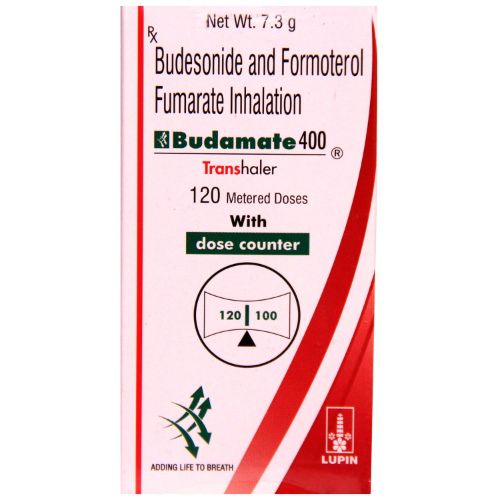 Net Wt. 7.3 g
Rx
Budesonide and Formoterol
Fumarate Inhalation
Budamate 400 ®
Transhaler
120 Metered Doses
With
dose counter
120 | 100
ADDING LIFE TO BREATH
LUPIN